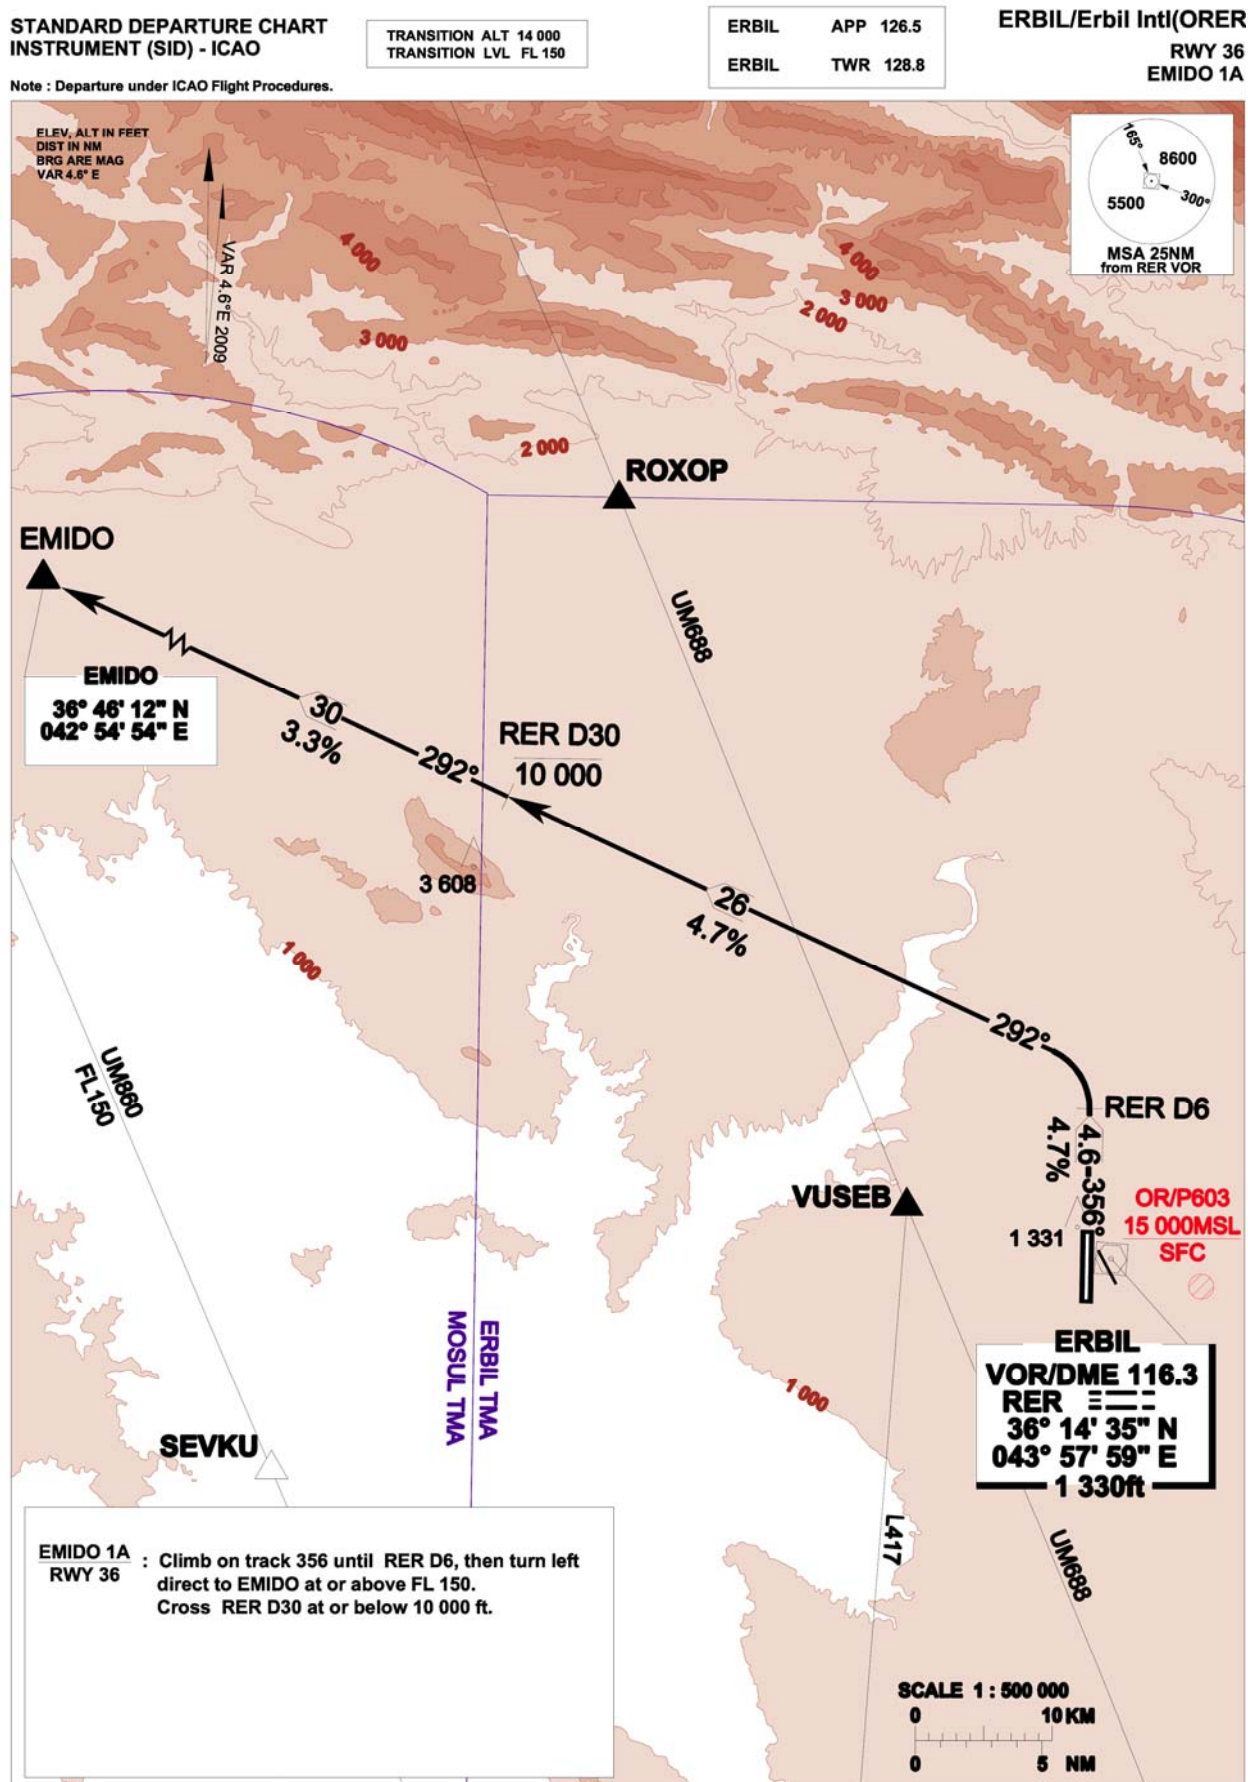 STANDARD DEPARTURE CHART
INSTRUMENT (SID) - ICAO
Note : Departure under ICAO Flight Procedures.
TRANSITION ALT 14 000
TRANSITION LVL FL 150
ERBIL APP 126.5
ERBIL TWR 128.8
ERBIL/Erbil Intl(ORER
RWY 36
EMIDO 1A
ELEV, ALT IN FEET
DIST IN NM
BRG ARE MAG
VAR 4.6° E
VAR 4.6°E 2009
165°
8600
5500
300°
MSA 25NM
from RER VOR
4 000
4 000
3 000
2 000
3 000
2 000
ROXOP
EMIDO
UM688
EMIDO
36° 46' 12" N
042° 54' 54" E
30
3.3%
292°
RER D30
10 000
3 608
26
4.7%
1 000
292°
UM860
FL150
RER D6
4.7%
4.6-356°
VUSEB
1 331
OR/P603
15 000MSL
SFC
ERBIL TMA
MOSUL TMA
ERBIL
VOR/DME 116.3
RER
36° 14' 35" N
043° 57' 59" E
1 330ft
1 000
SEVKU
L417
UM688
EMIDO 1A
RWY 36
: Climb on track 356 until RER D6, then turn left
direct to EMIDO at or above FL 150.
Cross RER D30 at or below 10 000 ft.
SCALE 1 : 500 000
0 10 KM
0 5 NM